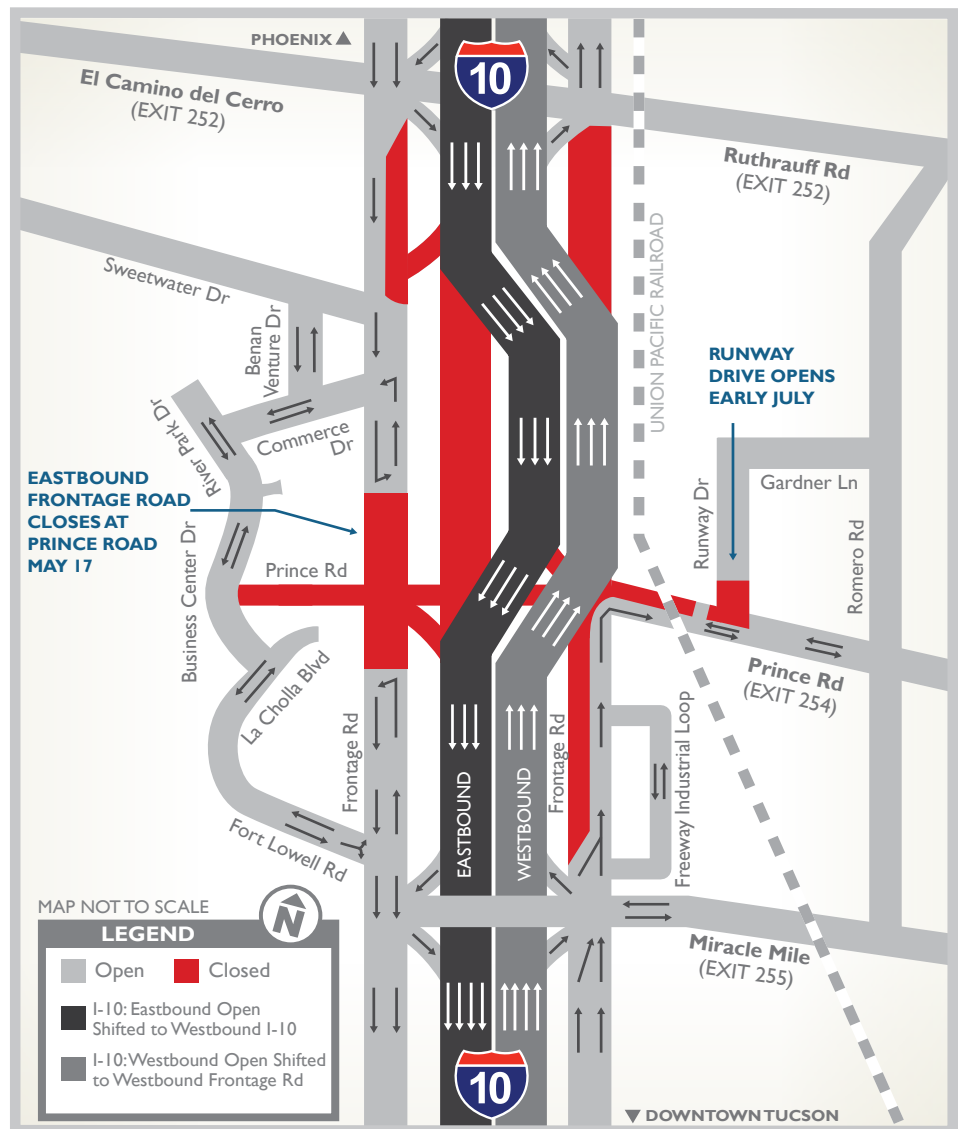 PHOENIX ▲
10
El Camino del Cerro
(EXIT 252)
Ruthrauff Rd
(EXIT 252)
Sweetwater Dr
UNION PACIFIC RAILROAD
Benan
Venture Dr
RUNWAY
DRIVE OPENS
EARLY JULY
River Park Dr
Commerce
Dr
EASTBOUND
FRONTAGE ROAD
CLOSES AT
PRINCE ROAD
MAY 17
Runway Dr
Gardner Ln
Romero Rd
Business Center Dr
Prince Rd
Prince Rd
(EXIT 254)
La Cholla Blvd
Frontage Rd
Frontage Rd
Freeway Industrial Loop
EASTBOUND
WESTBOUND
Fort Lowell Rd
MAP NOT TO SCALE
N
Miracle Mile
(EXIT 255)
LEGEND
Open
Closed
I-10: Eastbound Open
Shifted to Westbound I-10
I-10: Westbound Open Shifted
to Westbound Frontage Rd
10
▼ DOWNTOWN TUCSON